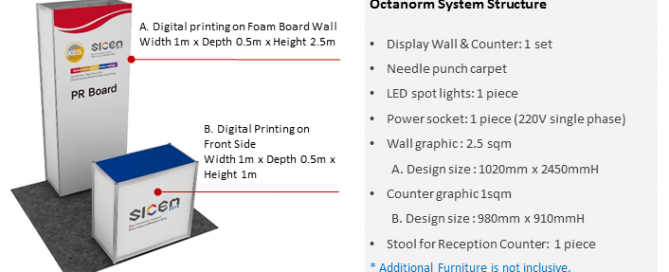 Octanorm System Structure
A. Digital printing on Foam Board Wall
Width 1m x Depth 0.5m x Height 2.5m
KES
SICEM
PR Board
B. Digital Printing on
Front Side
Width 1m x Depth 0.5m x
Height 1m
SICEM
• Display Wall & Counter: 1 set
• Needle punch carpet
• LED spot lights: 1 piece
• Power socket: 1 piece (220V single phase)
• Wall graphic : 2.5 sqm
A. Design size : 1020mm x 2450mmH
• Counter graphic 1sqm
B. Design size : 980mm x 910mmH
• Stool for Reception Counter: 1 piece
* Additional Furniture is not inclusive.